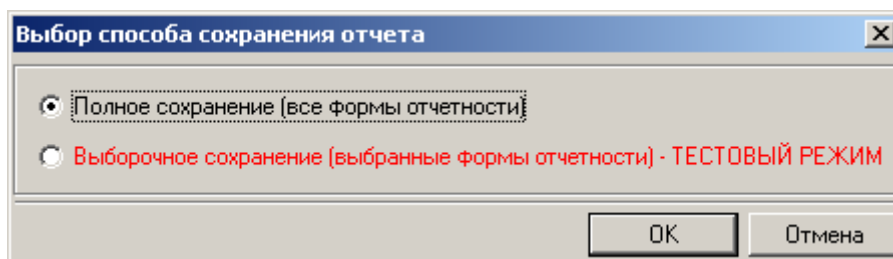 Выбор способа сохранения отчета
Полное сохранение (все формы отчетности)
Выборочное сохранение (выбранные формы отчетности) - ТЕСТОВЫЙ РЕЖИМ
OK
Отмена